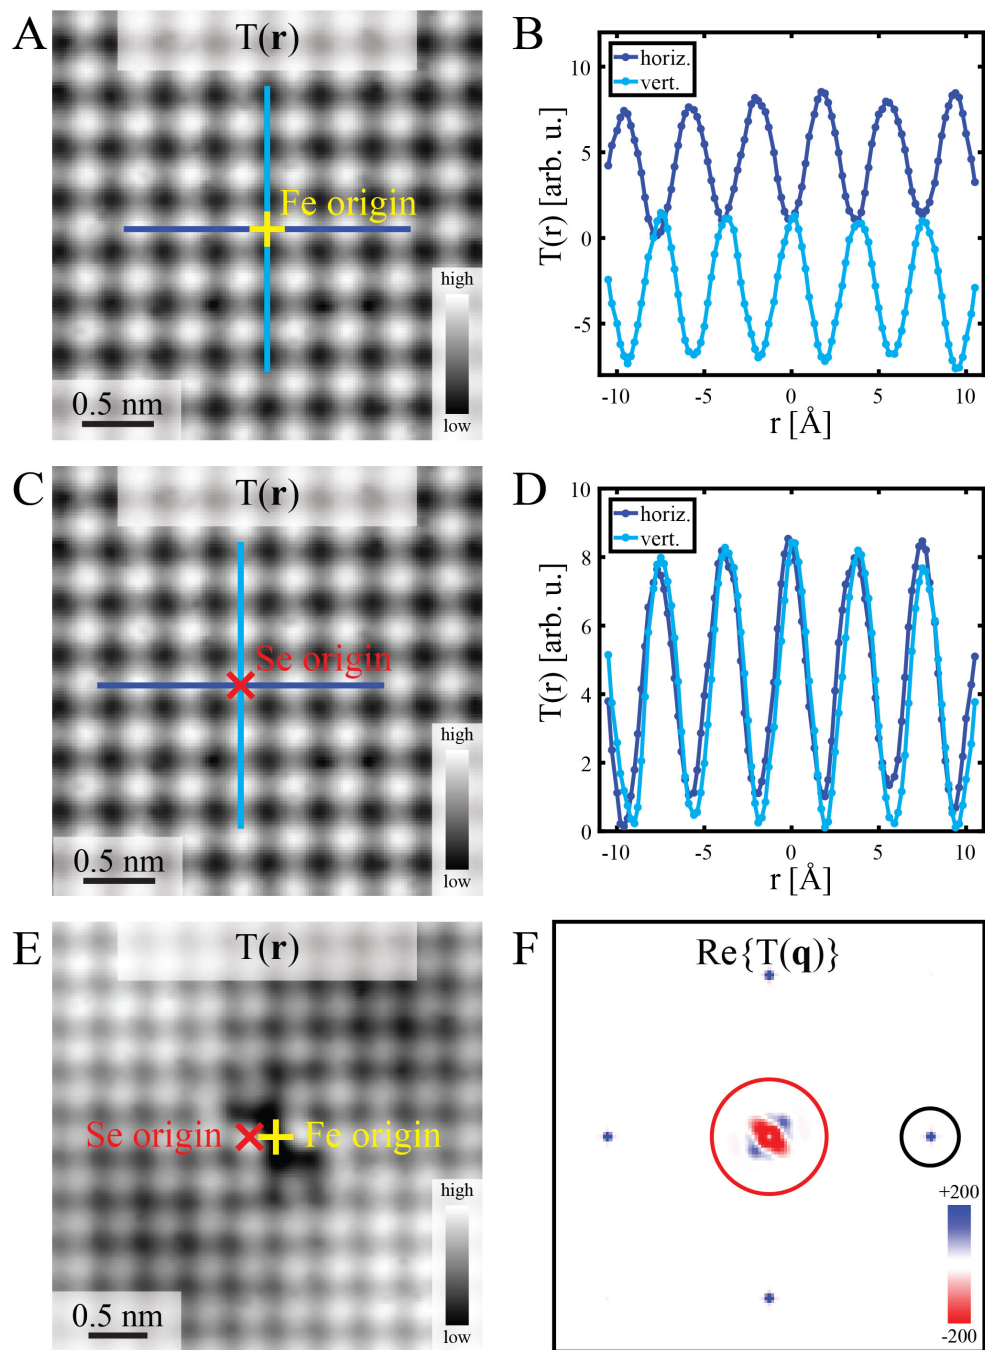 A
T(r)
Fe origin
high
low
0.5 nm
B
horiz.
vert.
10
5
0
-5
T(r) [arb. u.]
-10
-5
0
5
10
r [Å]
C
T(r)
Se origin
high
low
0.5 nm
D
horiz.
vert.
10
8
6
4
2
0
T(r) [arb. u.]
-10
-5
0
5
10
r [Å]
E
T(r)
Se origin
Fe origin
high
low
0.5 nm
F
Re{T(q)}
+200
-200